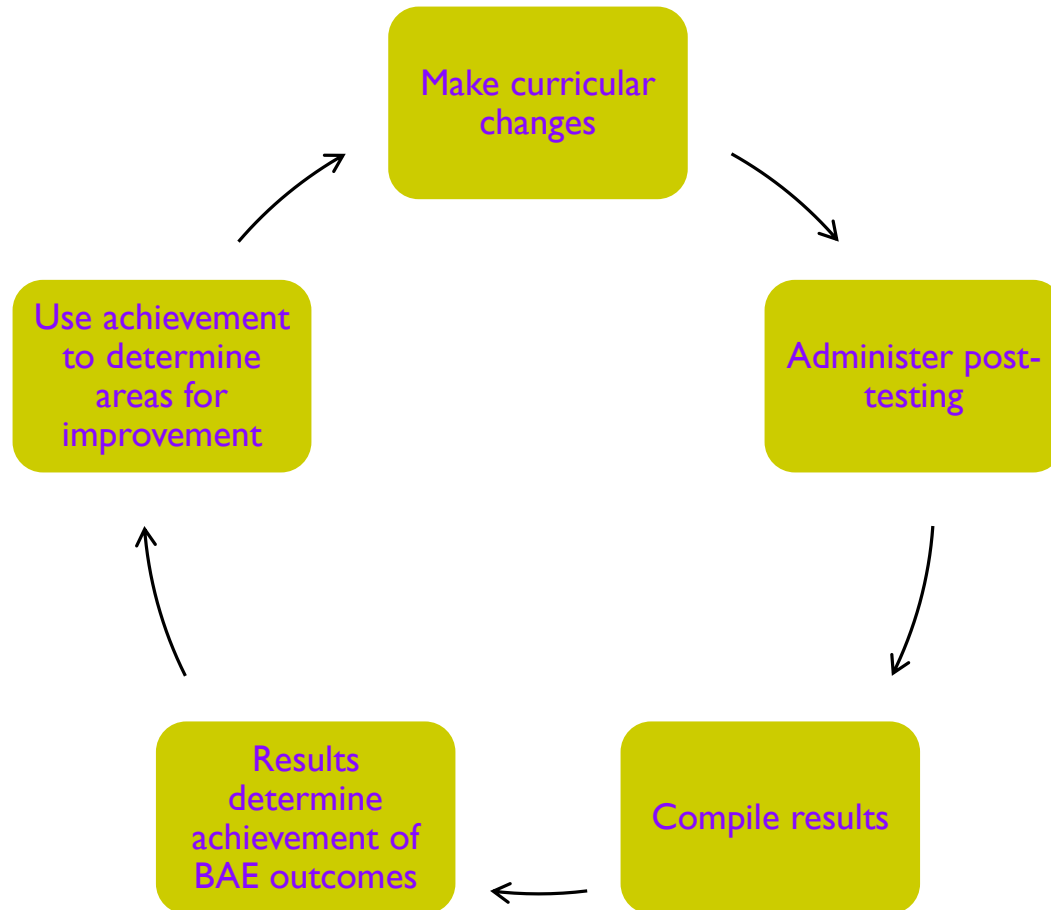 Make curricular
changes
Administer post-
testing
Compile results
Results
determine
achievement of
BAE outcomes
Use achievement
to determine
areas for
improvement